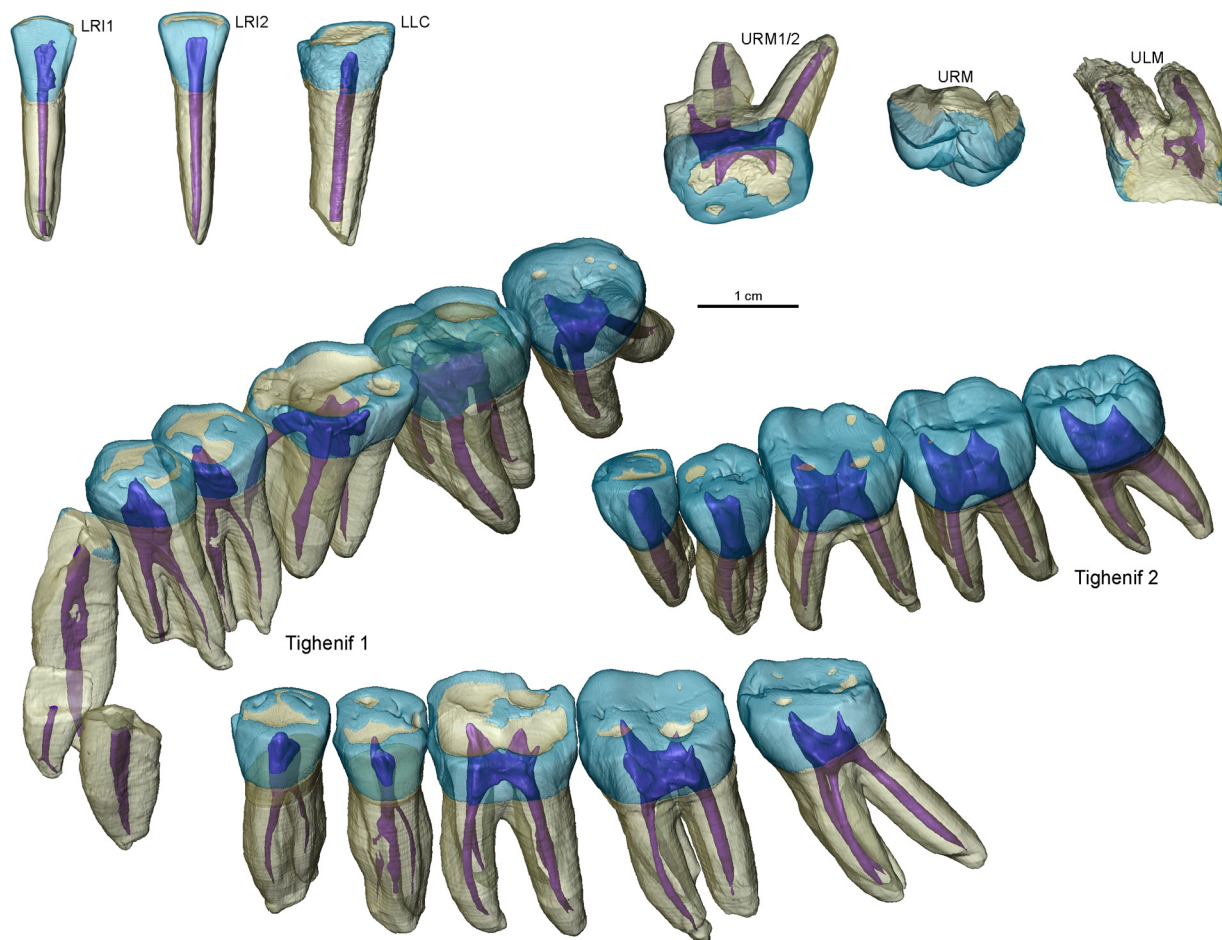 LRI1
LRI2
LLC
URM1/2
URM
ULM
1 cm
Tighenif 2
Tighenif 1